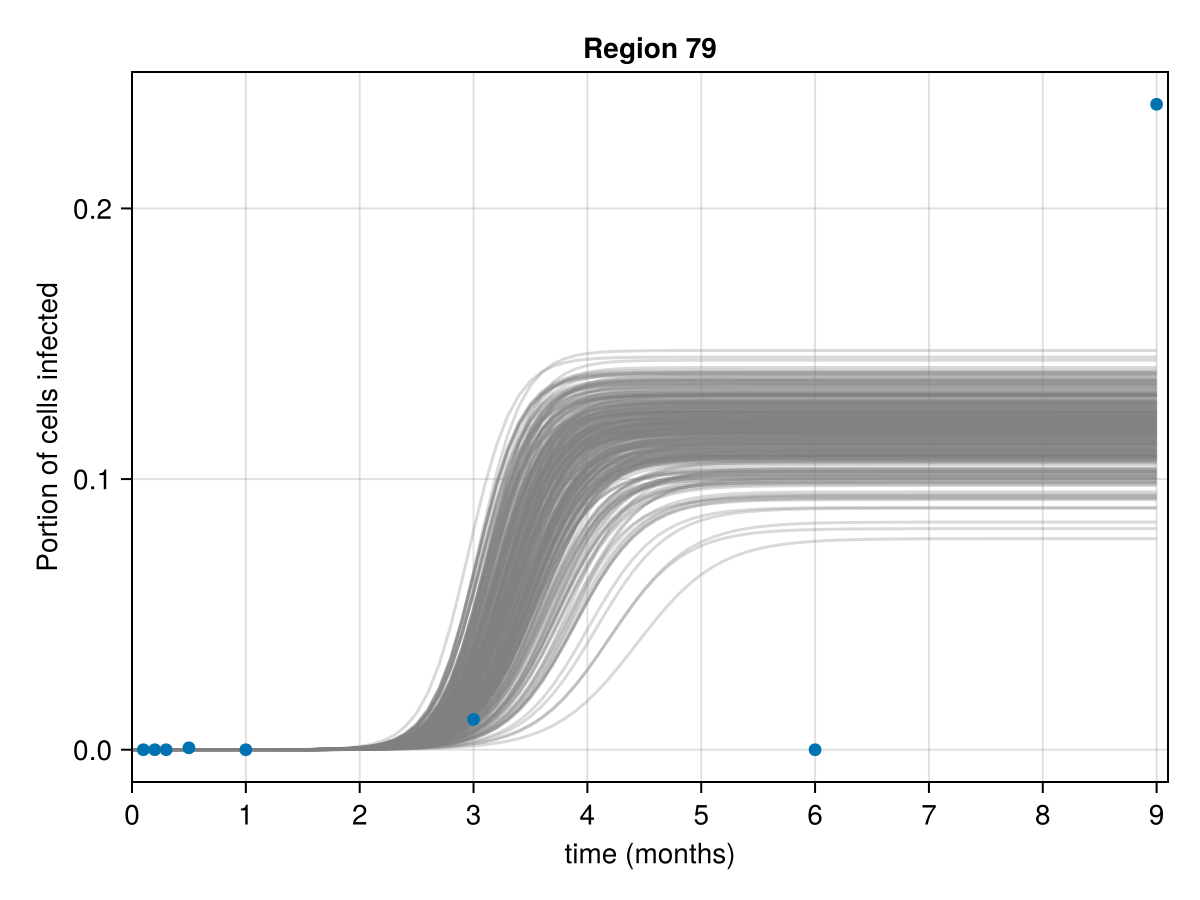 Region 79
Portion of cells infected
0.2
0.1
0.0
0 1 2 3 4 5 6 7 8 9
time (months)